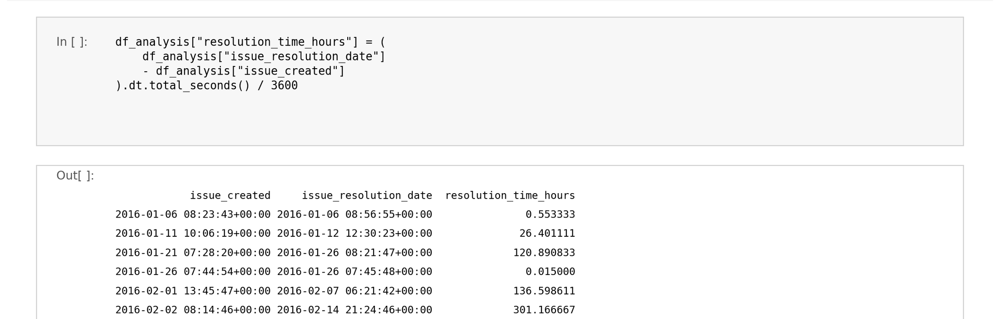 In [ ]: df_analysis["resolution_time_hours"] = (
    df_analysis["issue_resolution_date"]
    - df_analysis["issue_created"]
).dt.total_seconds() / 3600
Out[ ]:
issue_created issue_resolution_date resolution_time_hours
2016-01-06 08:23:43+00:00 2016-01-06 08:56:55+00:00 0.553333
2016-01-11 10:06:19+00:00 2016-01-12 12:30:23+00:00 26.401111
2016-01-21 07:28:20+00:00 2016-01-26 08:21:47+00:00 120.890833
2016-01-26 07:44:54+00:00 2016-01-26 07:45:48+00:00 0.015000
2016-02-01 13:45:47+00:00 2016-02-07 06:21:42+00:00 136.598611
2016-02-02 08:14:46+00:00 2016-02-14 21:24:46+00:00 301.166667